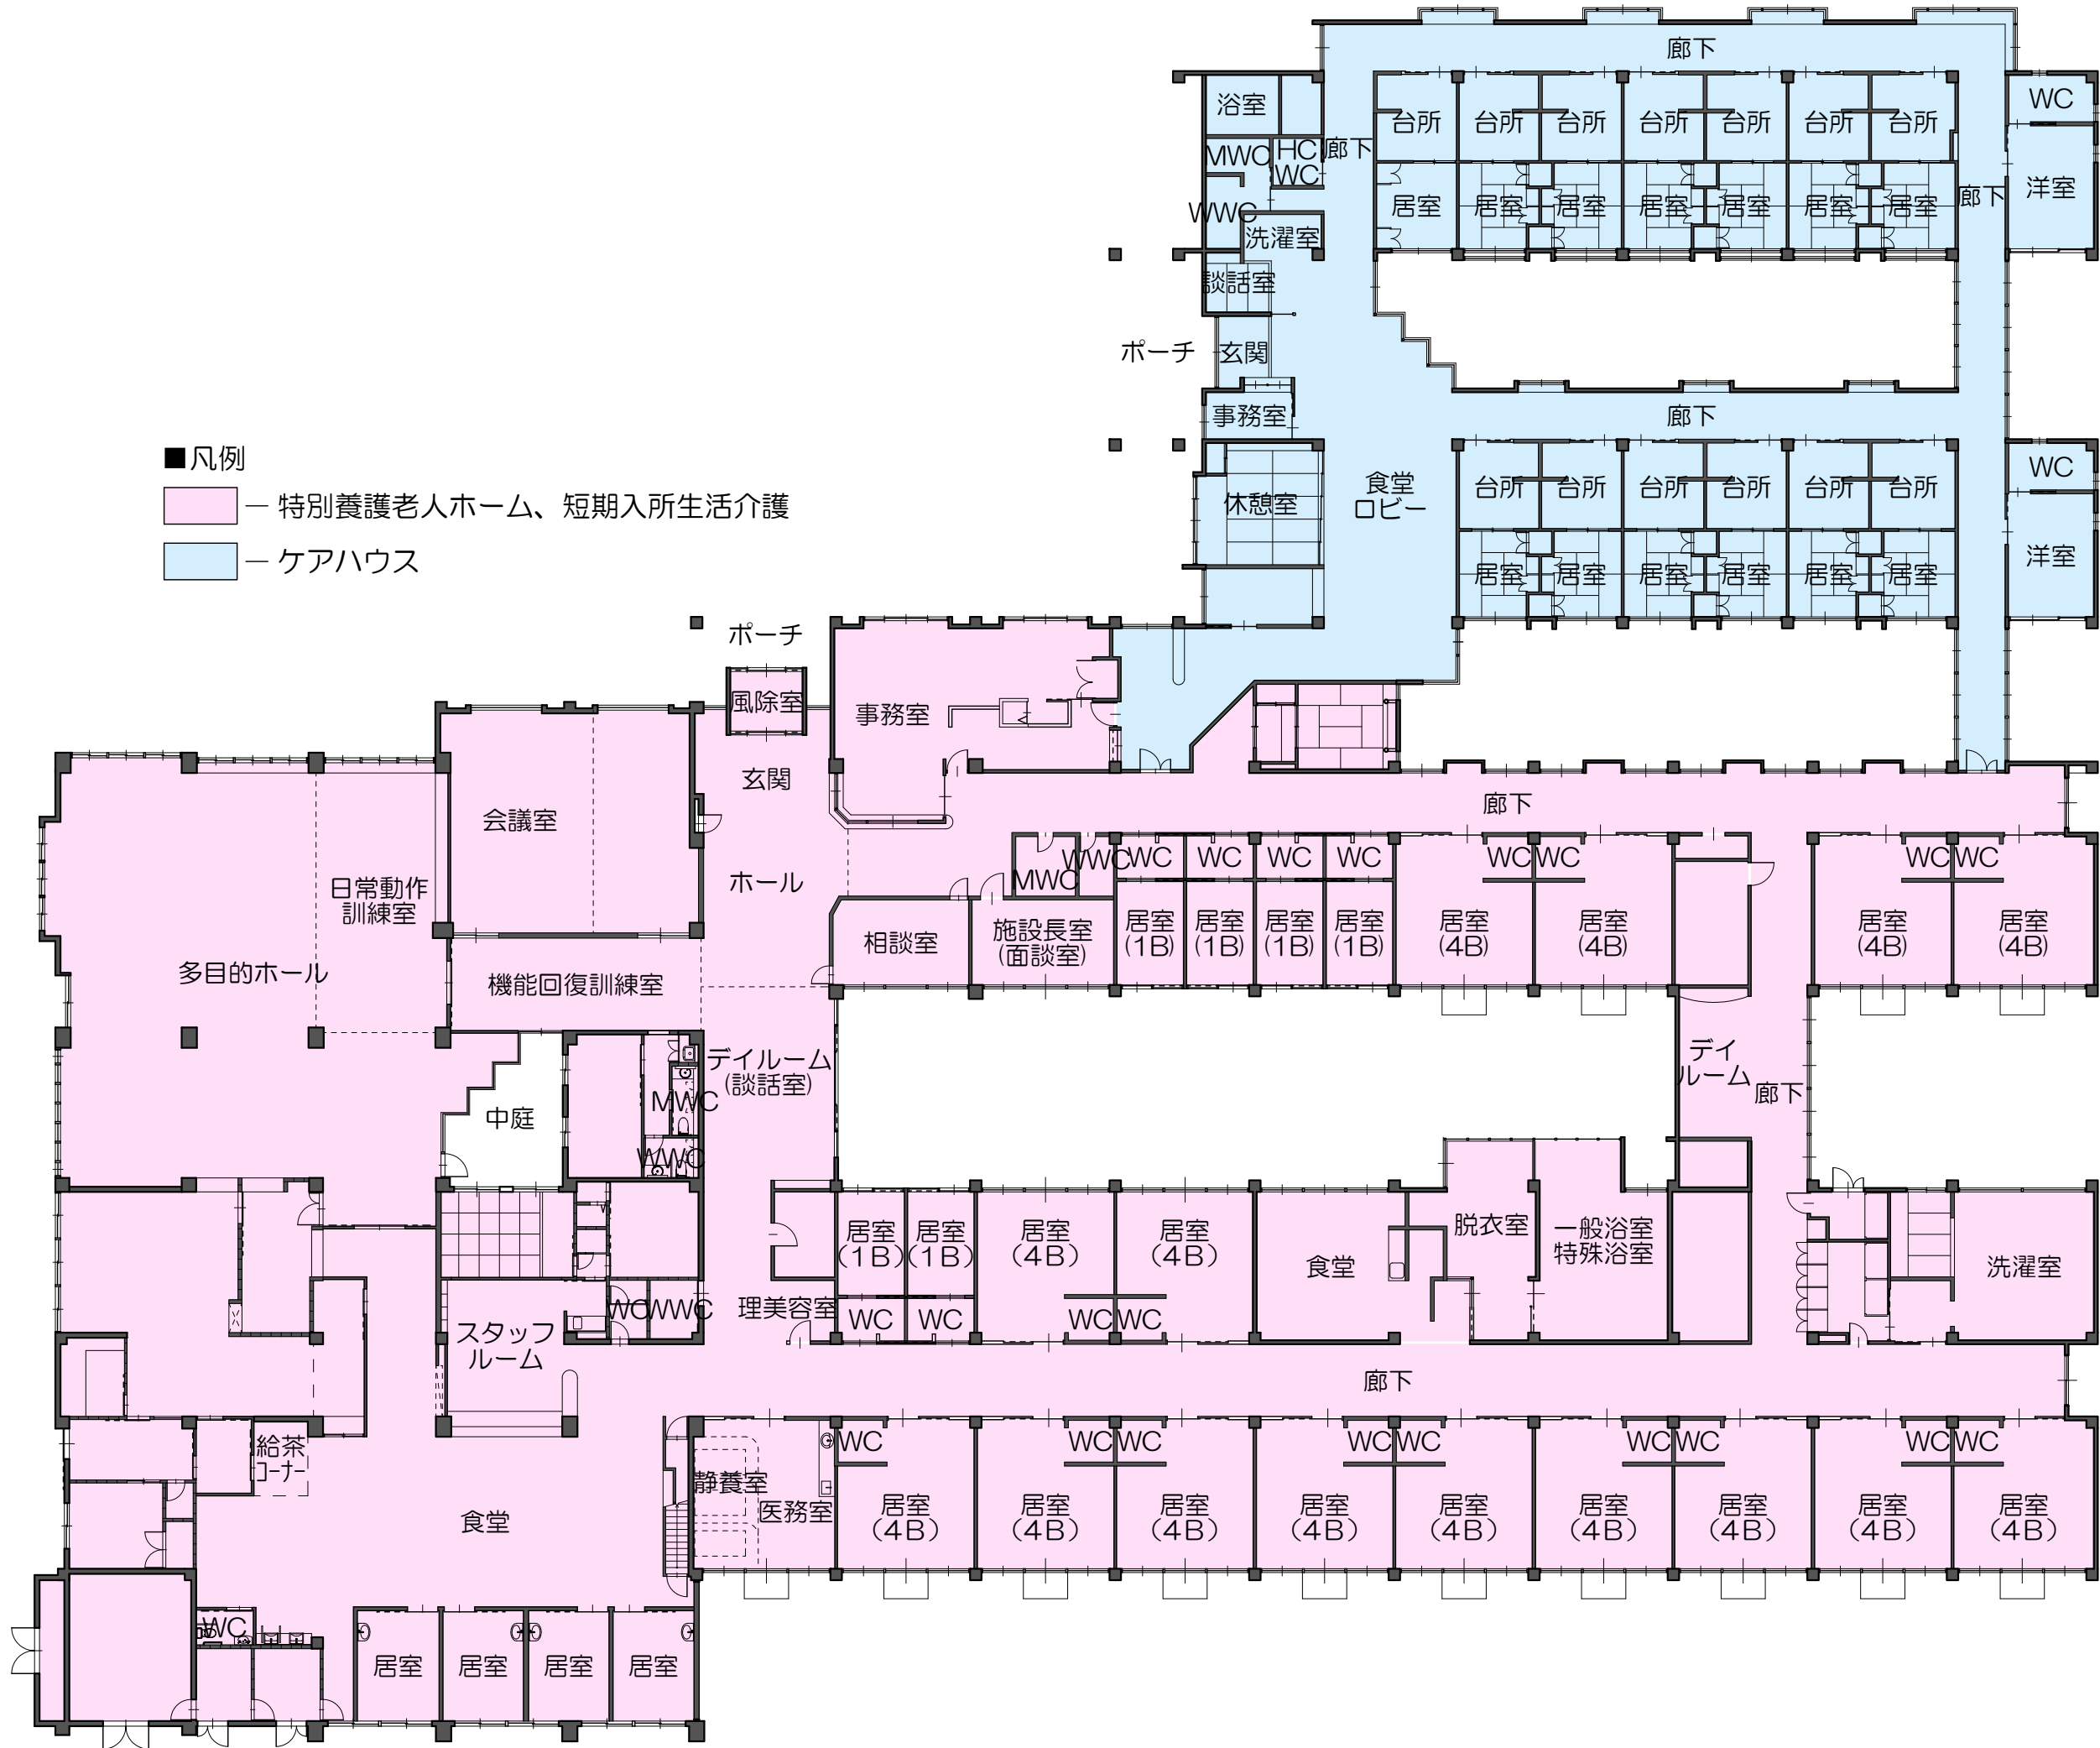 廊下
浴室
WC
台所
台所
台所
台所
台所
台所
台所
MWC
HC
WC
廊下
居室
居室
居室
居室
居室
居室
居室
廊下
洋室
WWC
洗濯室
談話室
ポーチ
玄関
事務室
廊下
■凡例
特別養護老人ホーム、短期入所生活介護
ケアハウス
休憩室
食堂
ロビー
台所
台所
台所
台所
台所
台所
WC
居室
居室
居室
居室
居室
居室
洋室
ポーチ
風除室
事務室
玄関
会議室
廊下
日常動作
訓練室
ホール
MWC
WWC
WC
WC
WC
WC
WC
WC
WC
WC
相談室
施設長室
(面談室)
居室
(1B)
居室
(1B)
居室
(1B)
居室
(1B)
居室
(4B)
居室
(4B)
居室
(4B)
居室
(4B)
多目的ホール
機能回復訓練室
デイルーム
(談話室)
MWC
WWC
中庭
デイ
ルーム
廊下
居室
(1B)
居室
(1B)
居室
(4B)
居室
(4B)
食堂
脱衣室
一般浴室
特殊浴室
洗濯室
スタッフ
ルーム
WC
WWC
理美容室
WC
WC
WC
WC
廊下
給茶
コーナー
静養室
医務室
WC
WC
WC
WC
WC
WC
WC
WC
WC
食堂
居室
(4B)
居室
(4B)
居室
(4B)
居室
(4B)
居室
(4B)
居室
(4B)
居室
(4B)
居室
(4B)
居室
(4B)
WC
居室
居室
居室
居室